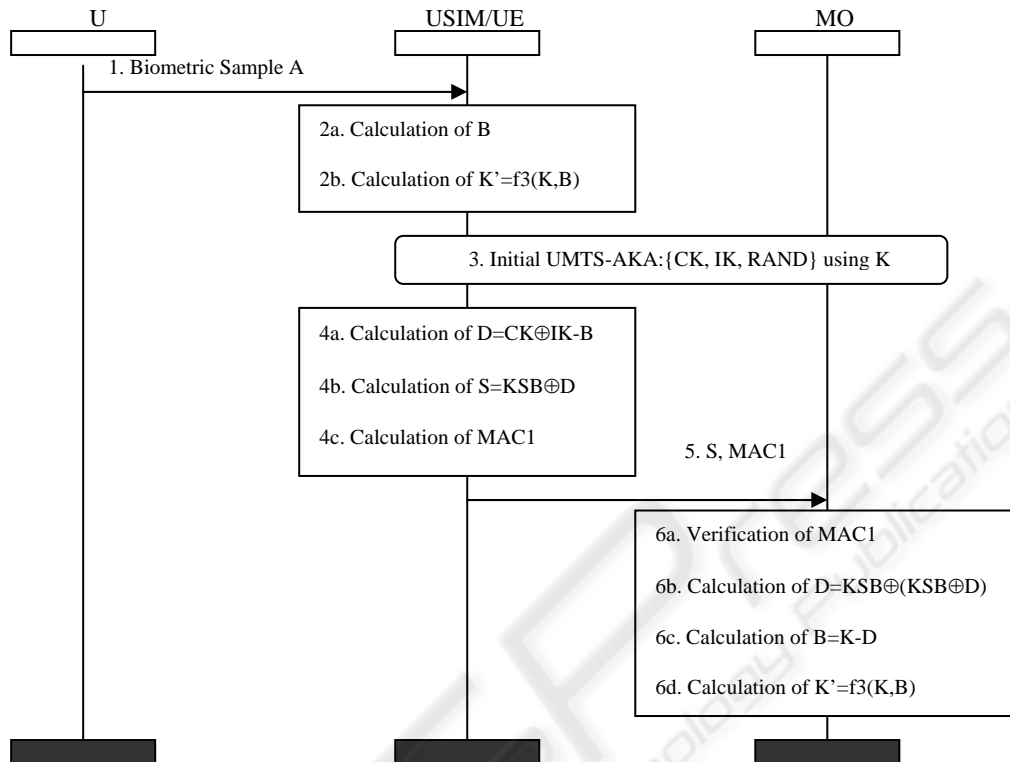 U
USIM/UE
MO
1. Biometric Sample A
2a. Calculation of B
2b. Calculation of K’=f3(K,B)
3. Initial UMTS-AKA:{CK, IK, RAND} using K
4a. Calculation of D=CK⊕IK-B
4b. Calculation of S=KSB⊕D
4c. Calculation of MAC1
5. S, MAC1
6a. Verification of MAC1
6b. Calculation of D=KSB⊕(KSB⊕D)
6c. Calculation of B=K-D
6d. Calculation of K’=f3(K,B)